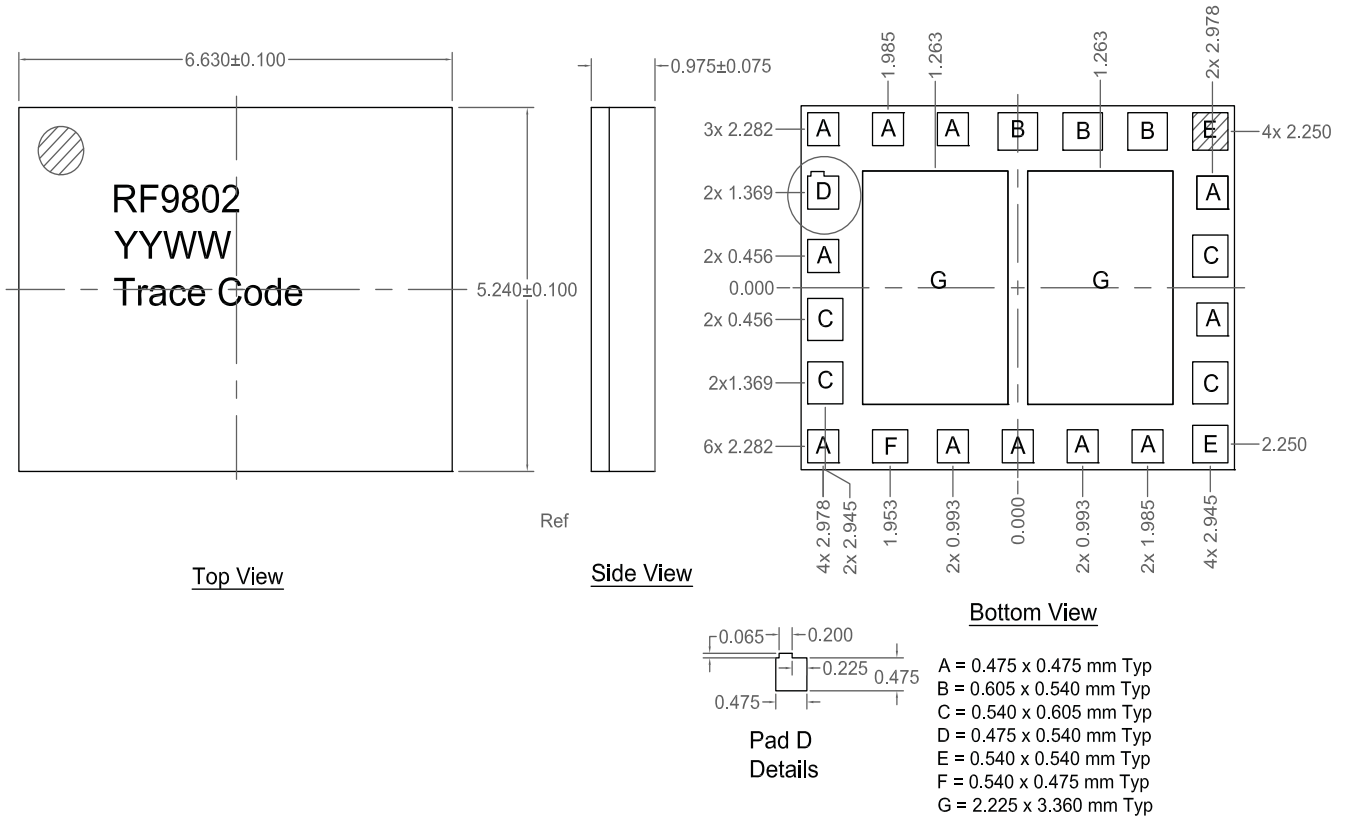 6.630±0.100
RF9802
YYWW
Trace Code
5.240±0.100
Top View
0.975±0.075
Ref
Side View
1.985
1.263
1.263
2x 2.978
3x 2.282
A A A B B B E
4x 2.250
2x 1.369
D
A
2x 0.456
A
C
0.000
G
G
2x 0.456
C
A
2x1.369
C
C
6x 2.282
A F A A A A E
2.250
4x 2.978
2x 2.945
1.953
2x 0.993
0.000
2x 0.993
2x 1.985
4x 2.945
Bottom View
0.065
0.200
0.225
0.475
0.475
Pad D
Details
A = 0.475 x 0.475 mm Typ
B = 0.605 x 0.540 mm Typ
C = 0.540 x 0.605 mm Typ
D = 0.475 x 0.540 mm Typ
E = 0.540 x 0.540 mm Typ
F = 0.540 x 0.475 mm Typ
G = 2.225 x 3.360 mm Typ